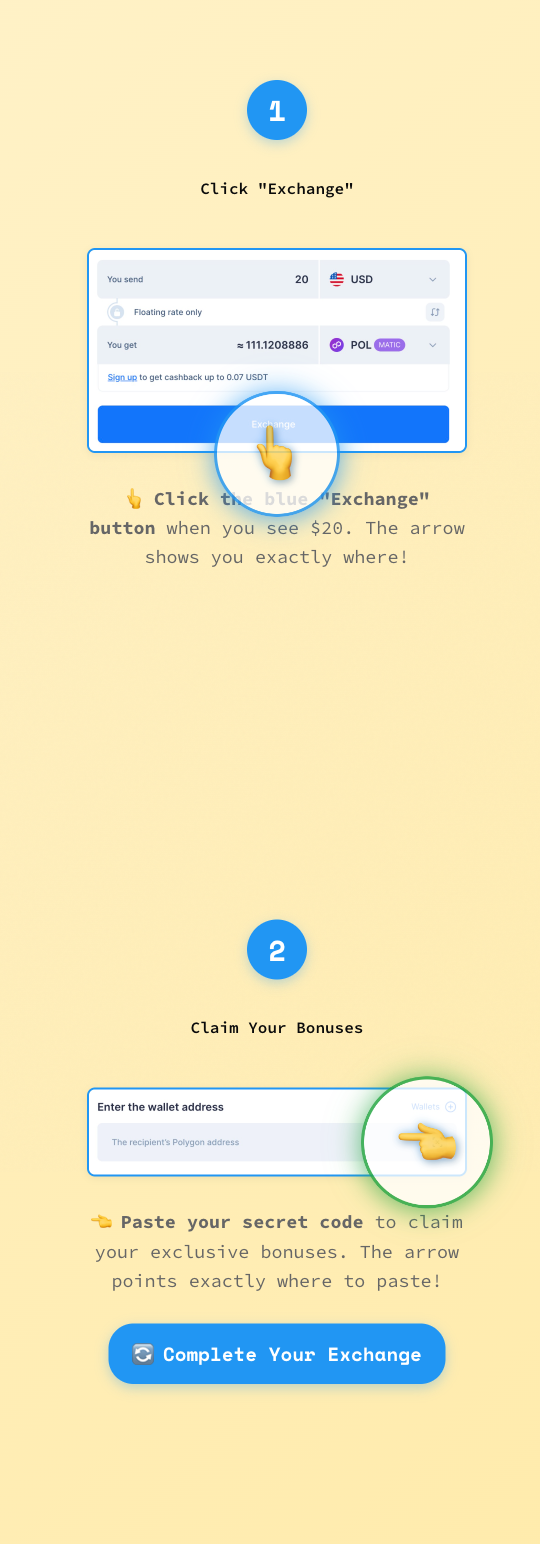 1
Click "Exchange"
You send 20 USD
Floating rate only
You get ≈ 111.1208886 POL MATIC
Sign up to get cashback up to 0.07 USDT
Exchange
👆 Click the blue "Exchange"
button when you see $20. The arrow
shows you exactly where!
2
Claim Your Bonuses
Enter the wallet address Wallets
The recipient's Polygon address
👈 Paste your secret code to claim
your exclusive bonuses. The arrow
points exactly where to paste!
🔄 Complete Your Exchange